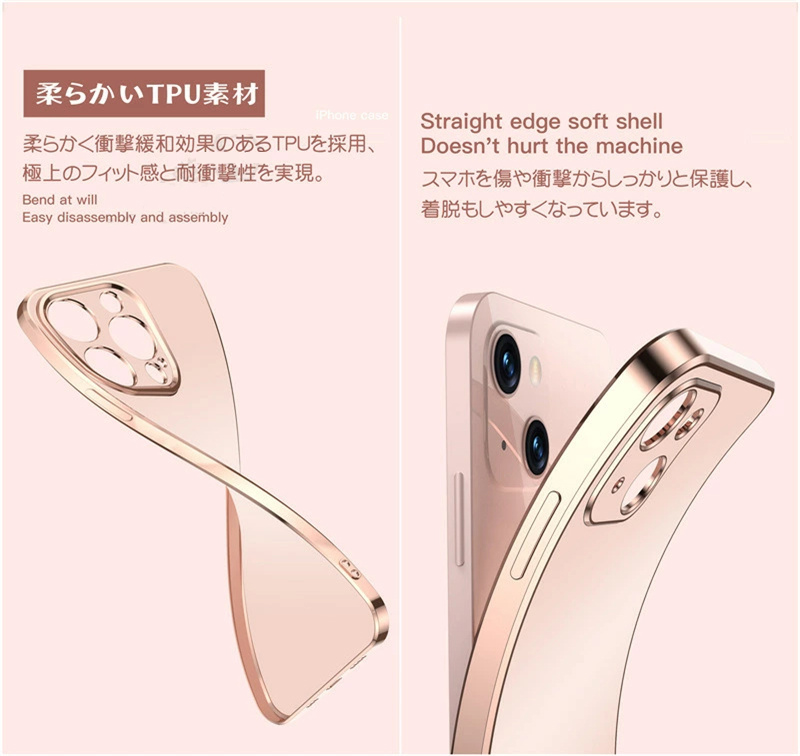 柔らかいTPU素材
iPhone case
柔らかく衝撃緩和効果のあるTPUを採用、
極上のフィット感と耐衝撃性を実現。
Bend at will
Easy disassembly and assembly
Straight edge soft shell
Doesn't hurt the machine
スマホを傷や衝撃からしっかりと保護し、
着脱もしやすくなっています。